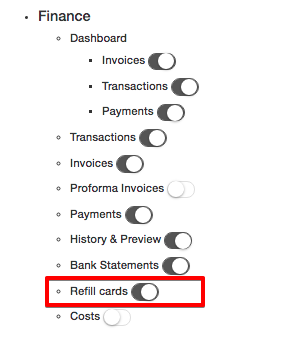 Finance
Dashboard
Invoices
Transactions
Payments
Transactions
Invoices
Proforma Invoices
Payments
History & Preview
Bank Statements
Refill cards
Costs